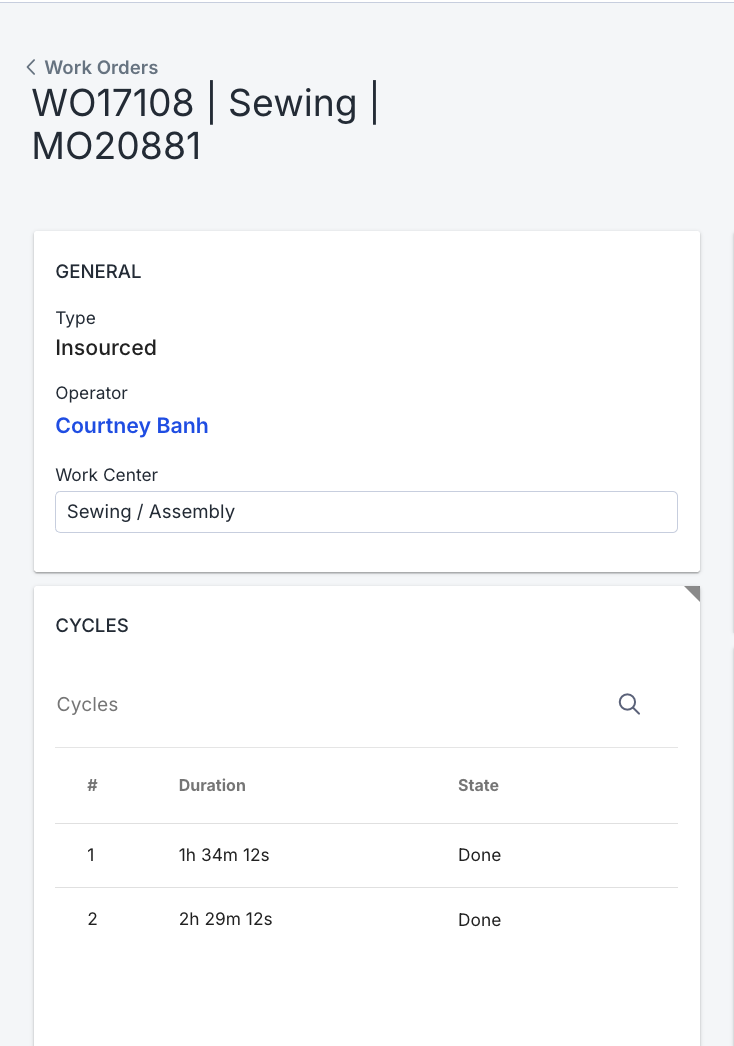 Work Orders
WO17108 | Sewing |
MO20881
GENERAL
Type
Insourced
Operator
Courtney Banh
Work Center
Sewing / Assembly
CYCLES
Cycles
# Duration State
1 1h 34m 12s Done
2 2h 29m 12s Done